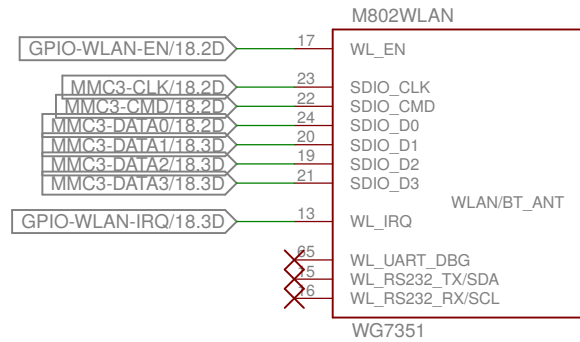 M802WLAN
GPIO-WLAN-EN/18.2D 17 WL_EN
MMC3-CLK/18.2D 23 SDIO_CLK
MMC3-CMD/18.2D 22 SDIO_CMD
MMC3-DATA0/18.2D 24 SDIO_D0
MMC3-DATA1/18.3D 20 SDIO_D1
MMC3-DATA2/18.3D 19 SDIO_D2
MMC3-DATA3/18.3D 21 SDIO_D3
WLAN/BT_ANT
GPIO-WLAN-IRQ/18.3D 13 WL_IRQ
65 WL_UART_DBG
15 WL_RS232_TX/SDA
16 WL_RS232_RX/SCL
WG7351